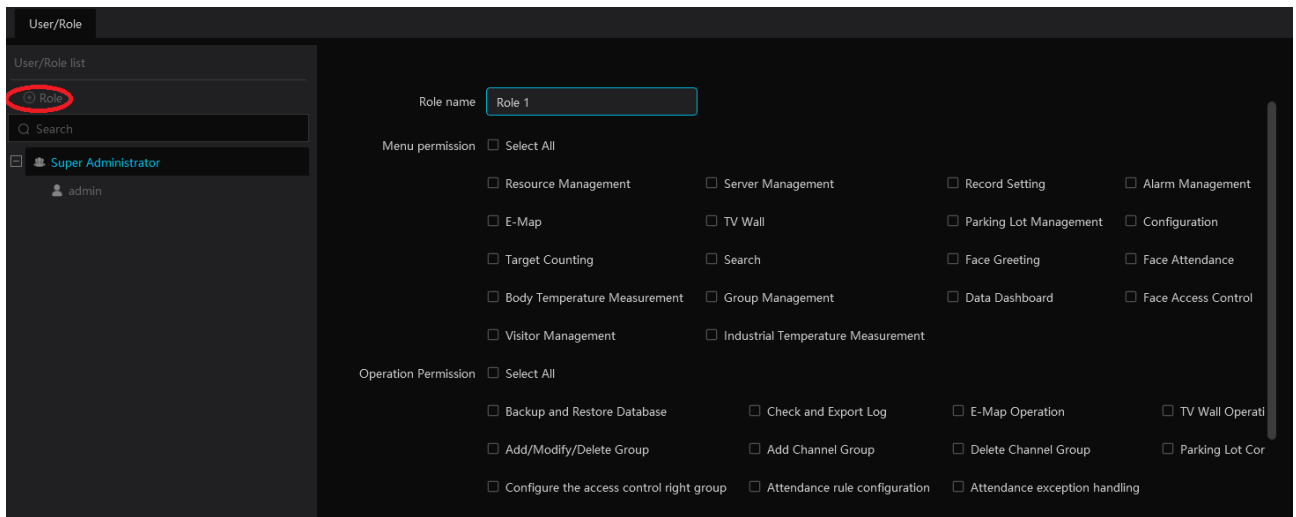 User/Role
User/Role list
Role
Search
Super Administrator
admin
Role name Role 1
Menu permission Select All
Resource Management Server Management Record Setting Alarm Management
E-Map TV Wall Parking Lot Management Configuration
Target Counting Search Face Greeting Face Attendance
Body Temperature Measurement Group Management Data Dashboard Face Access Control
Visitor Management Industrial Temperature Measurement
Operation Permission Select All
Backup and Restore Database Check and Export Log E-Map Operation TV Wall Operati
Add/Modify/Delete Group Add Channel Group Delete Channel Group Parking Lot Cor
Configure the access control right group Attendance rule configuration Attendance exception handling